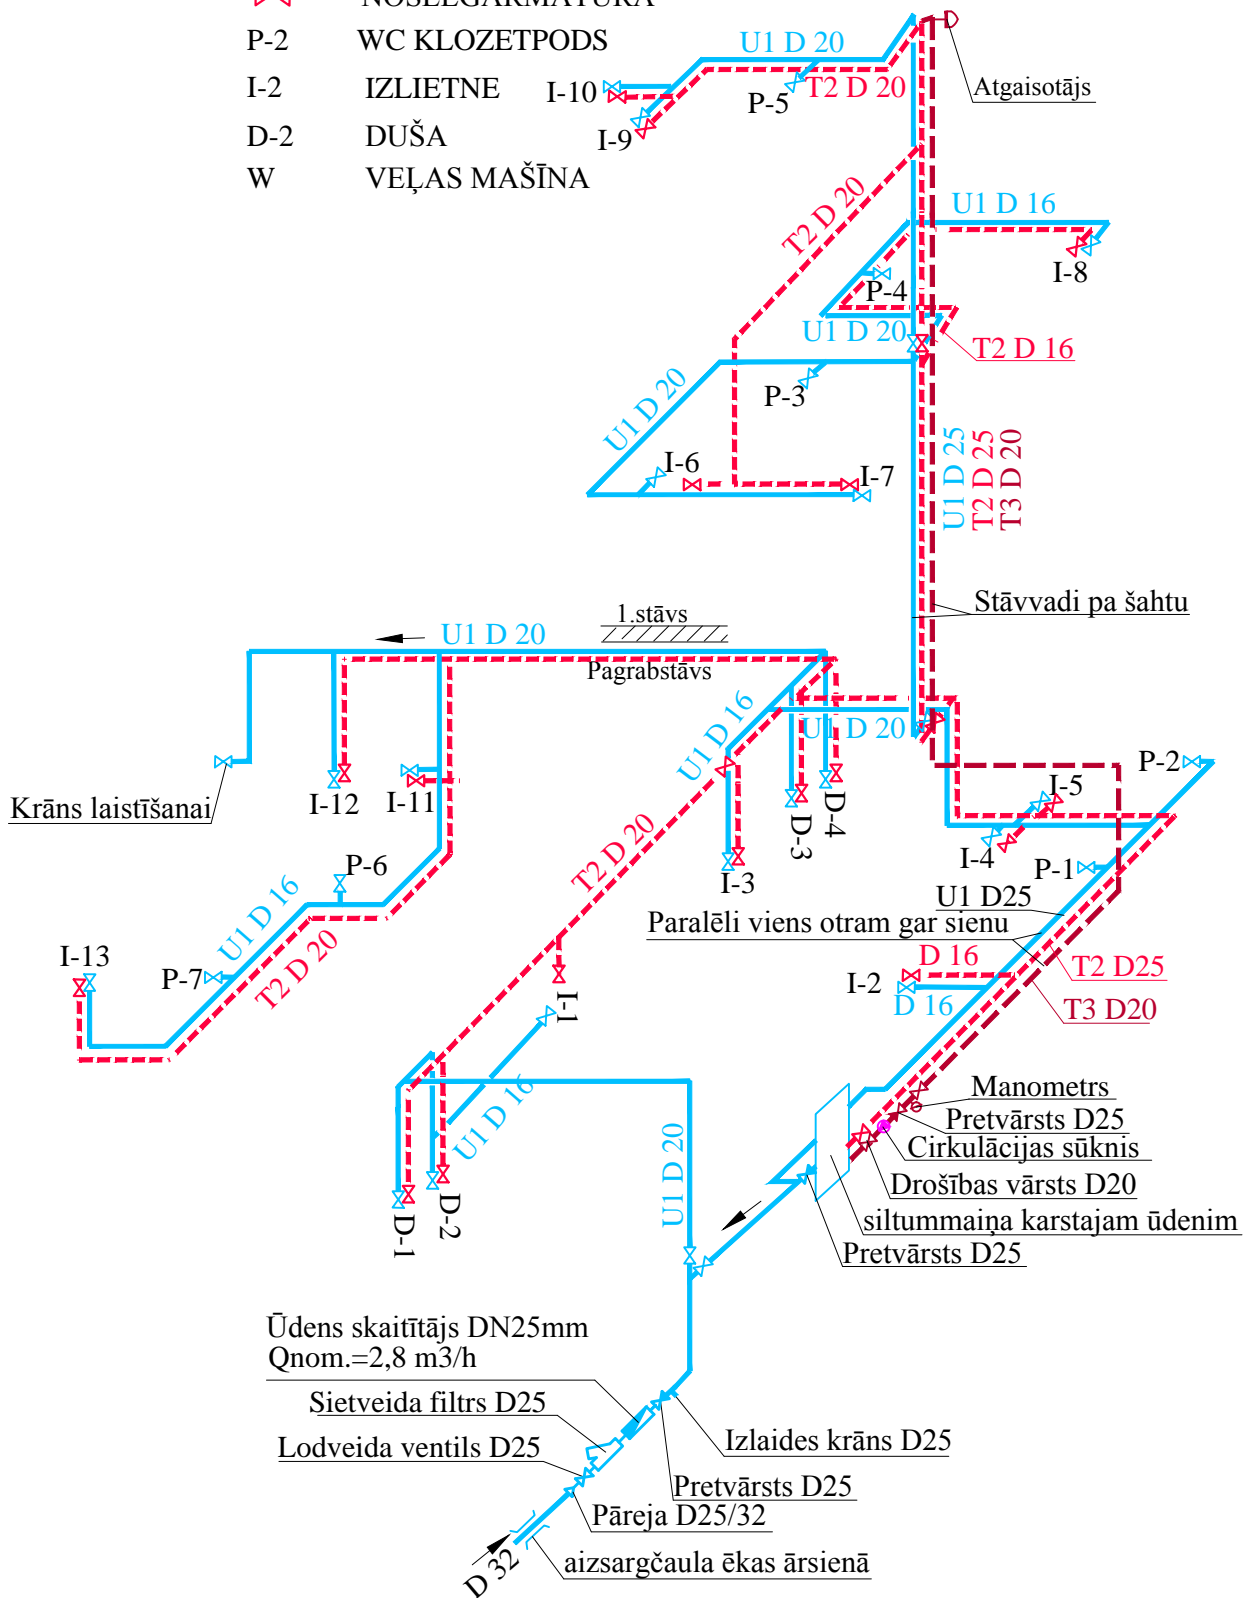 NOSLĒGARMATŪRA
P-2 WC KLOZETPODS
I-2 IZLIETNE
D-2 DUŠA
W VEĻAS MAŠĪNA
U1 D 20
T2 D 20
P-5
I-10
I-9
Atgaisotājs
T2 D 20
U1 D 16
I-8
P-4
U1 D 20
T2 D 16
P-3
U1 D 20
I-6
I-7
U1 D 25
T2 D 25
T3 D 20
Stāvvadi pa šahtu
1.stāvs
U1 D 20
Pagrabstāvs
U1 D 16
U1 D 20
P-2
Krāns laistīšanai
I-12
I-11
I-5
D-4
D-3
I-4
I-3
P-1
T2 D 20
P-6
U1 D 16
T2 D 20
U1 D25
Paralēli viens otram gar sienu
I-13
P-7
D 16
I-2
D 16
T2 D25
T3 D20
I-1
U1 D 16
Manometrs
Pretvārsts D25
Cirkulācijas sūknis
Drošības vārsts D20
siltummaiņa karstajam ūdenim
Pretvārsts D25
U1 D 20
D-2
D-1
Ūdens skaitītājs DN25mm
Qnom.=2,8 m3/h
Sietveida filtrs D25
Lodveida ventils D25
Izlaides krāns D25
Pretvārsts D25
Pāreja D25/32
aizsargčaula ēkas ārsienā
D 32